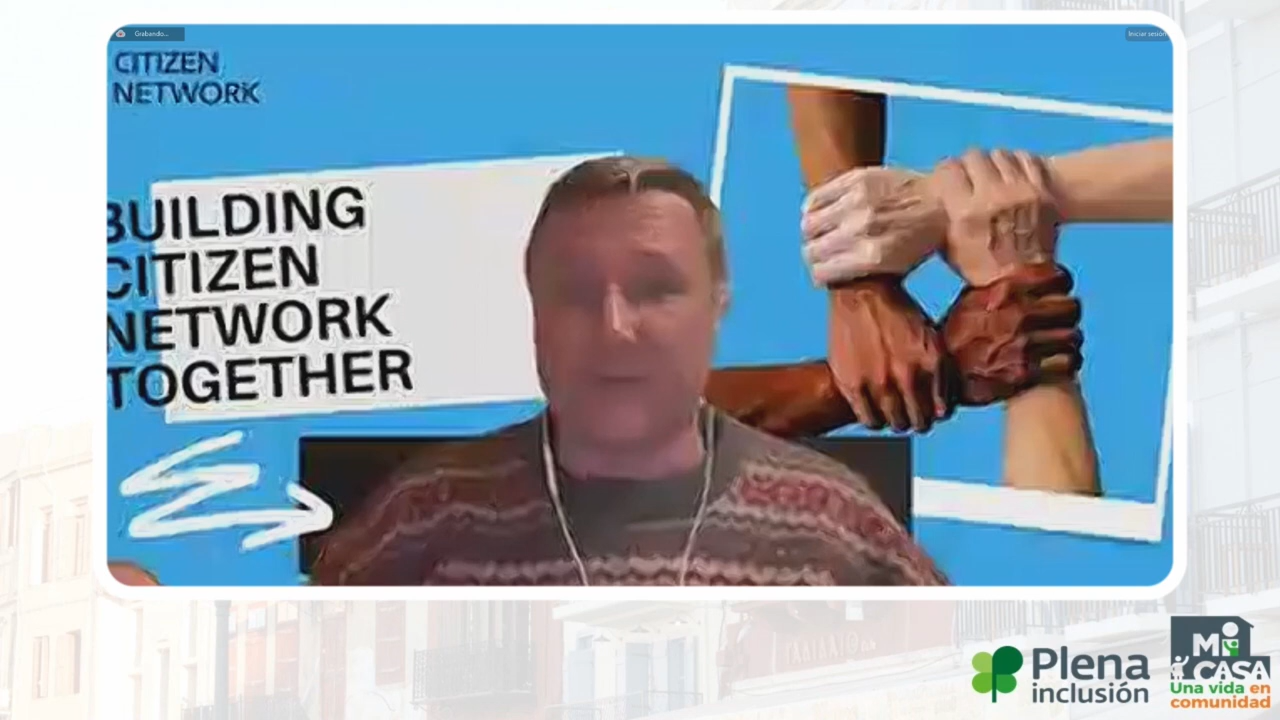 Grabando...
Iniciar sesión
CITIZEN
NETWORK
BUILDING
CITIZEN
NETWORK
TOGETHER
Plena
inclusión
Mi
CASA
Una vida en
comunidad